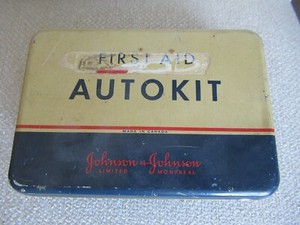 FIRST AID
AUTOKIT
MADE IN CANADA
Johnson & Johnson
LIMITED MONTREAL